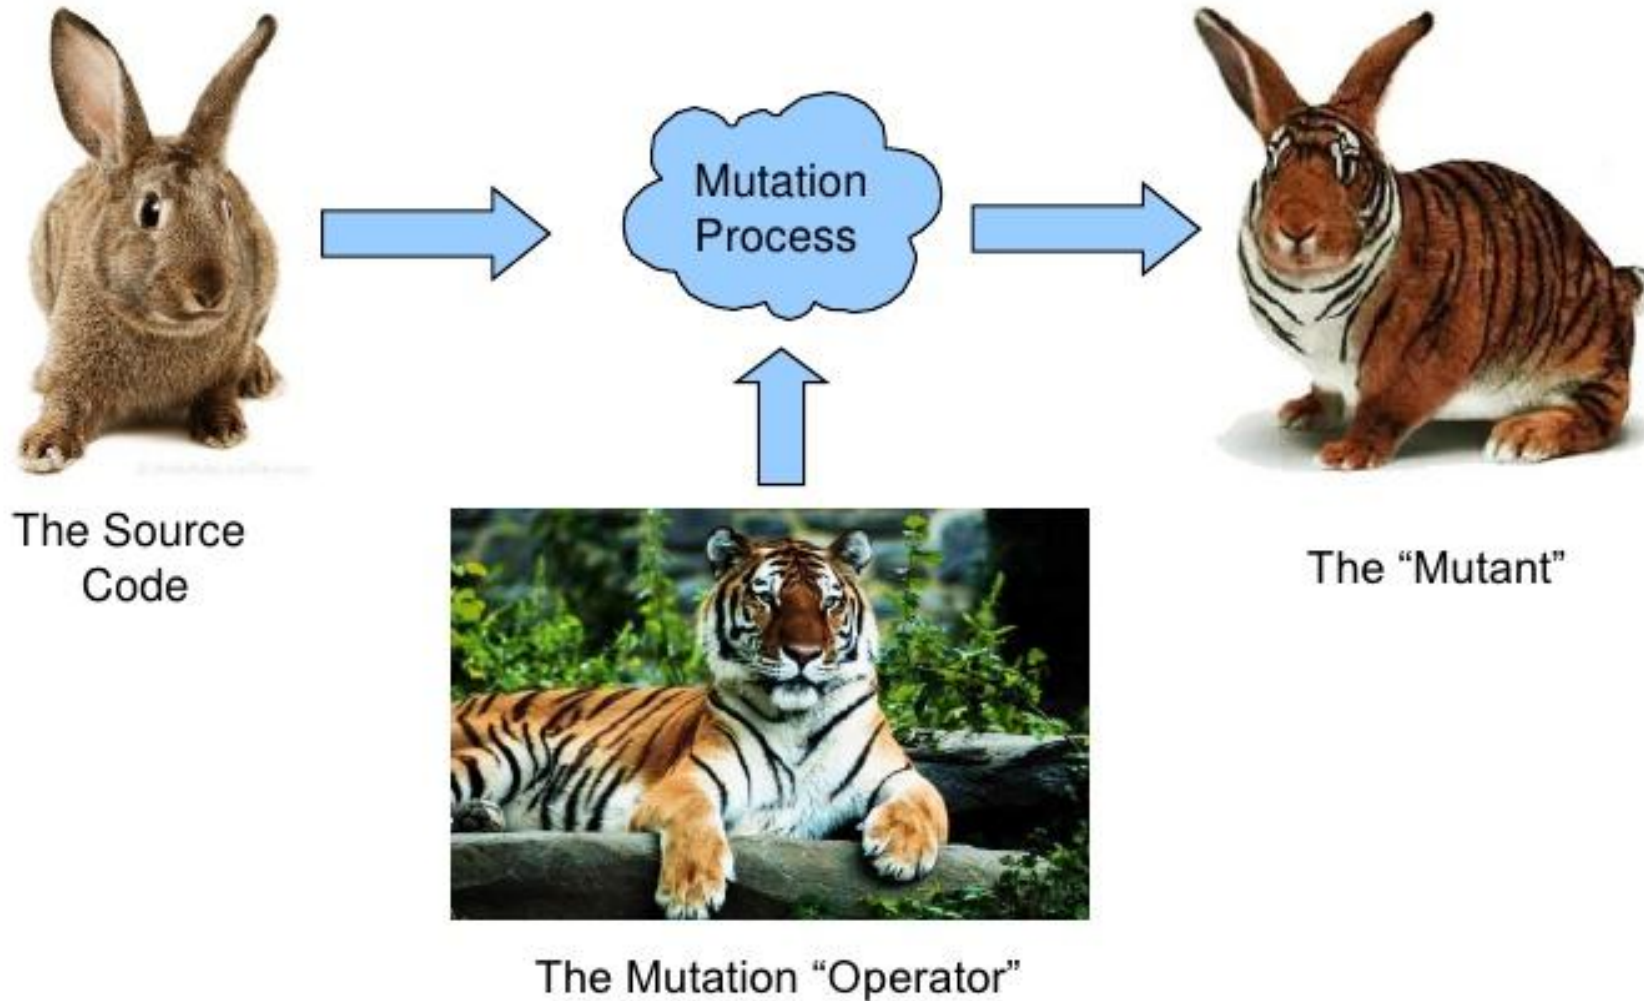 Mutation
Process
The Source
Code
The “Mutant”
The Mutation “Operator”